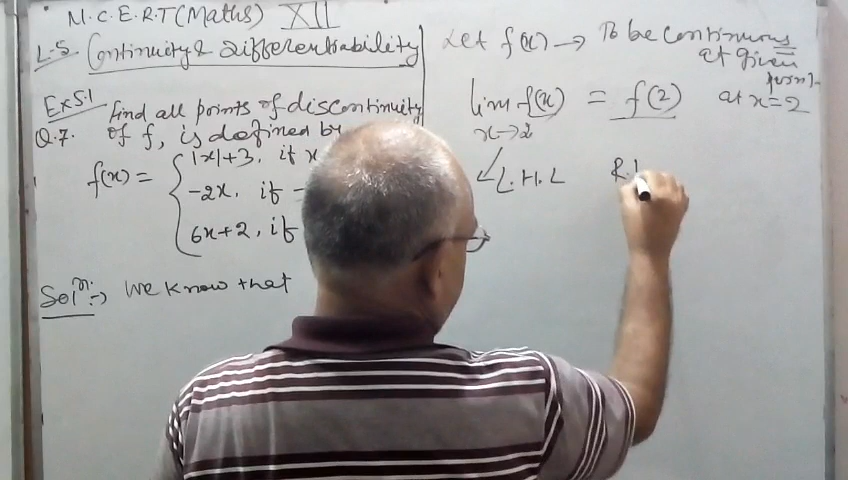 N.C.E.R.T (Maths) XII
L-5. Continuity & Differentiability
Ex 5.1 Find all points of discontinuity
Q.7. of f, is defined by
f(x) = { |x|+3, if x
-2x, if -
6x+2, if
Solⁿ. :-> We know that
Let f(x) -> To be continuous
at given
at x=2
lim f(x) = f(2)
x->2
L.H.L R.